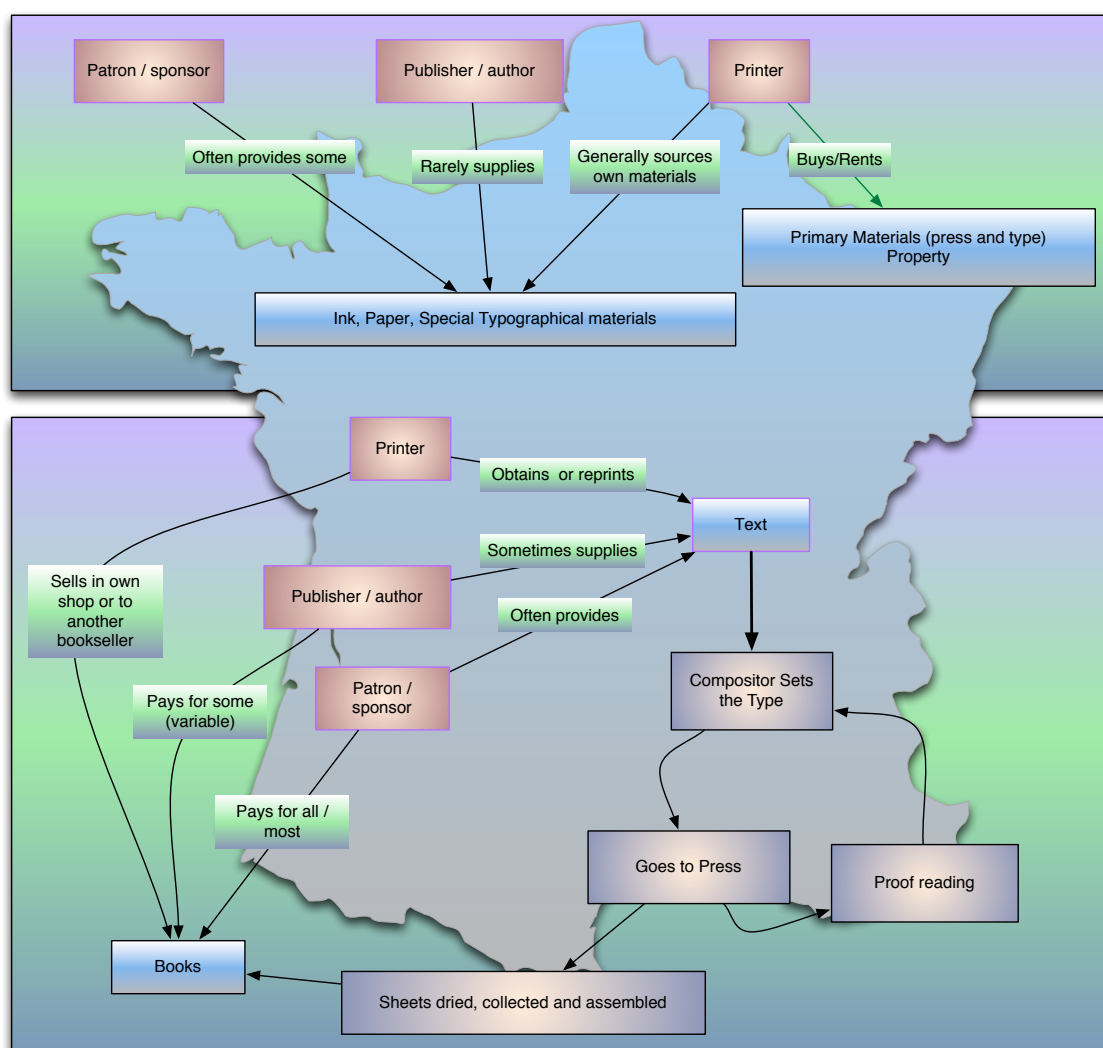 Patron / sponsor
Publisher / author
Printer
Often provides some
Rarely supplies
Generally sources
own materials
Buys/Rents
Primary Materials (press and type)
Property
Ink, Paper, Special Typographical materials
Printer
Obtains or reprints
Text
Sometimes supplies
Sells in own
shop or to
another
bookseller
Publisher / author
Often provides
Patron /
sponsor
Compositor Sets
the Type
Pays for some
(variable)
Pays for all /
most
Goes to Press
Proof reading
Books
Sheets dried, collected and assembled